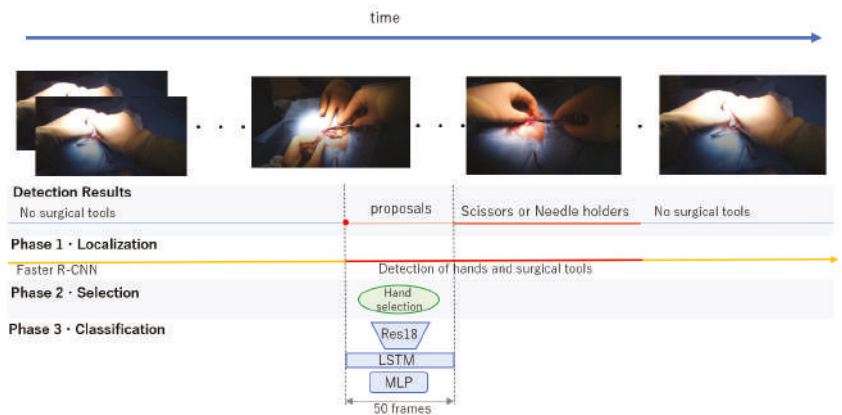 time
Detection Results
No surgical tools
proposals
Scissors or Needle holders
No surgical tools
Phase 1・Localization
Faster R-CNN
Detection of hands and surgical tools
Phase 2・Selection
Hand
selection
Phase 3・Classification
Res18
LSTM
MLP
50 frames